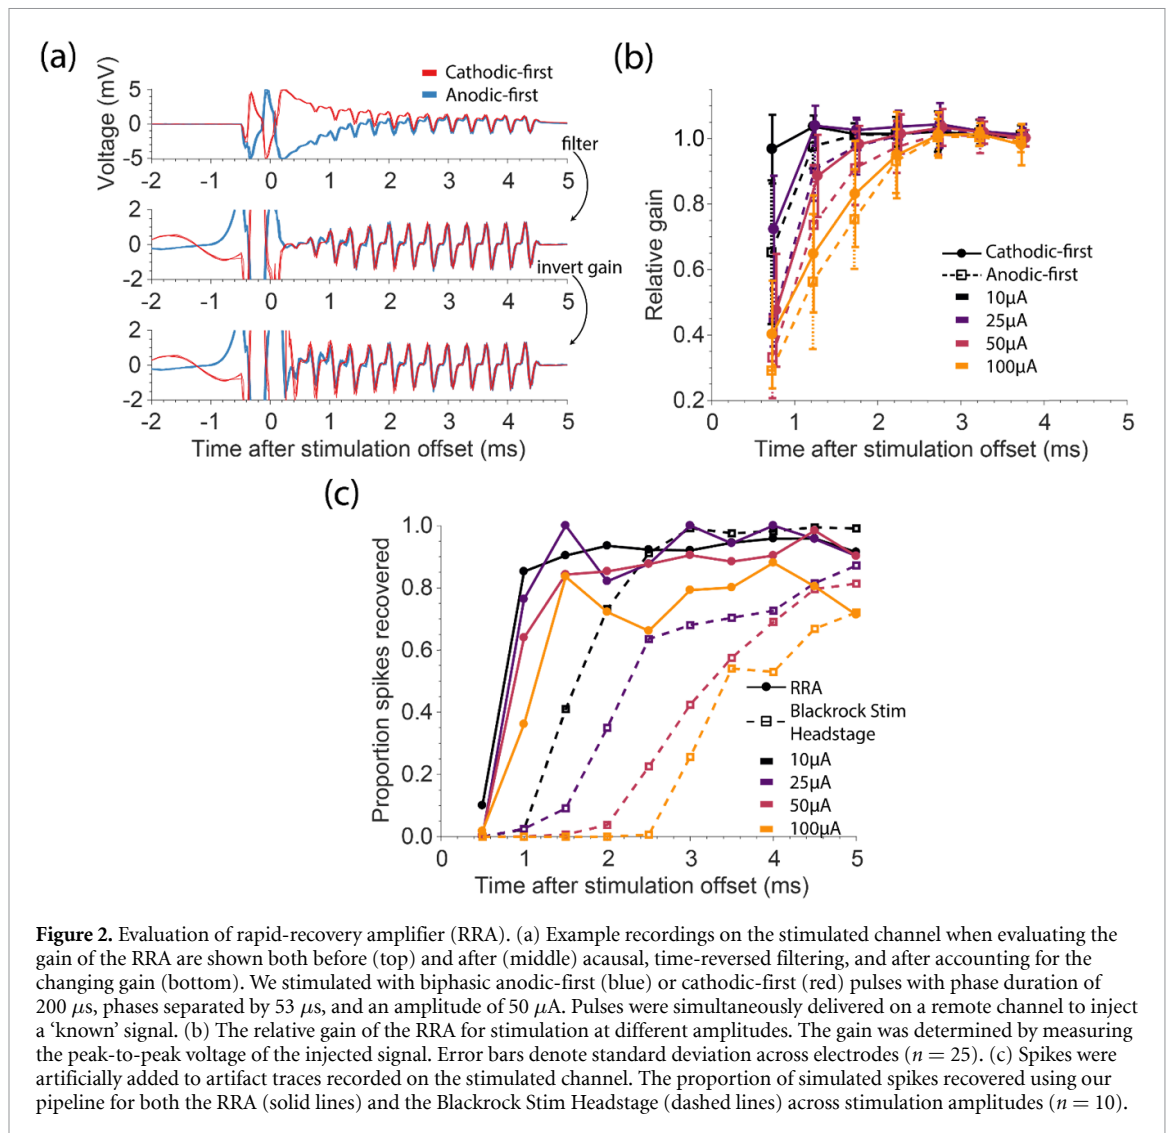 (a)
Cathodic-first
Anodic-first
Voltage (mV)
5
0
-5
-2 -1 0 1 2 3 4 5
filter
2
0
-2
-2 -1 0 1 2 3 4 5
invert gain
2
0
-2
-2 -1 0 1 2 3 4 5
Time after stimulation offset (ms)
(b)
Relative gain
1.0
0.8
0.6
0.4
0.2
Cathodic-first
Anodic-first
10μA
25μA
50μA
100μA
0 1 2 3 4 5
Time after stimulation offset (ms)
(c)
Proportion spikes recovered
1.0
0.8
0.6
0.4
0.2
0.0
RRA
Blackrock Stim
Headstage
10μA
25μA
50μA
100μA
0 1 2 3 4 5
Time after stimulation offset (ms)
Figure 2. Evaluation of rapid-recovery amplifier (RRA). (a) Example recordings on the stimulated channel when evaluating the
gain of the RRA are shown both before (top) and after (middle) acausal, time-reversed filtering, and after accounting for the
changing gain (bottom). We stimulated with biphasic anodic-first (blue) or cathodic-first (red) pulses with phase duration of
200 μs, phases separated by 53 μs, and an amplitude of 50 μA. Pulses were simultaneously delivered on a remote channel to inject
a ‘known’ signal. (b) The relative gain of the RRA for stimulation at different amplitudes. The gain was determined by measuring
the peak-to-peak voltage of the injected signal. Error bars denote standard deviation across electrodes (n = 25). (c) Spikes were
artificially added to artifact traces recorded on the stimulated channel. The proportion of simulated spikes recovered using our
pipeline for both the RRA (solid lines) and the Blackrock Stim Headstage (dashed lines) across stimulation amplitudes (n = 10).